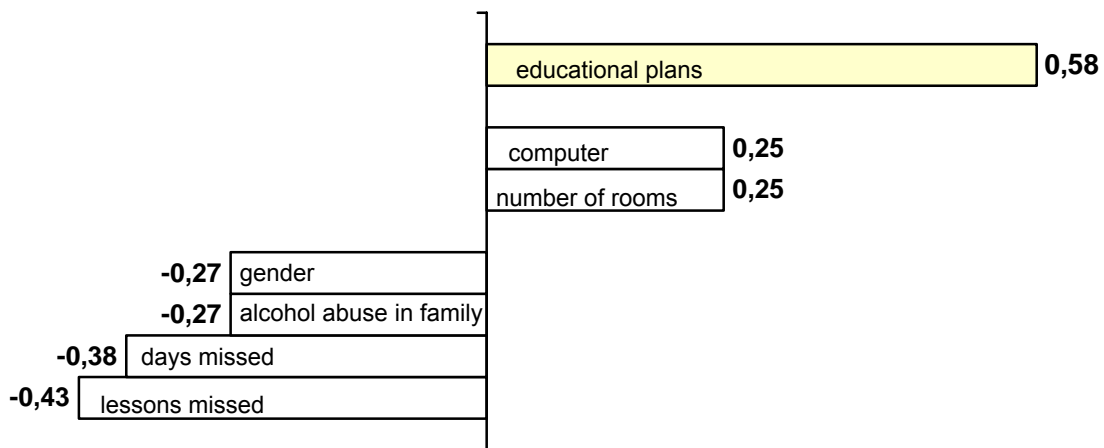 educational plans 0,58
computer 0,25
number of rooms 0,25
-0,27 gender
-0,27 alcohol abuse in family
-0,38 days missed
-0,43 lessons missed